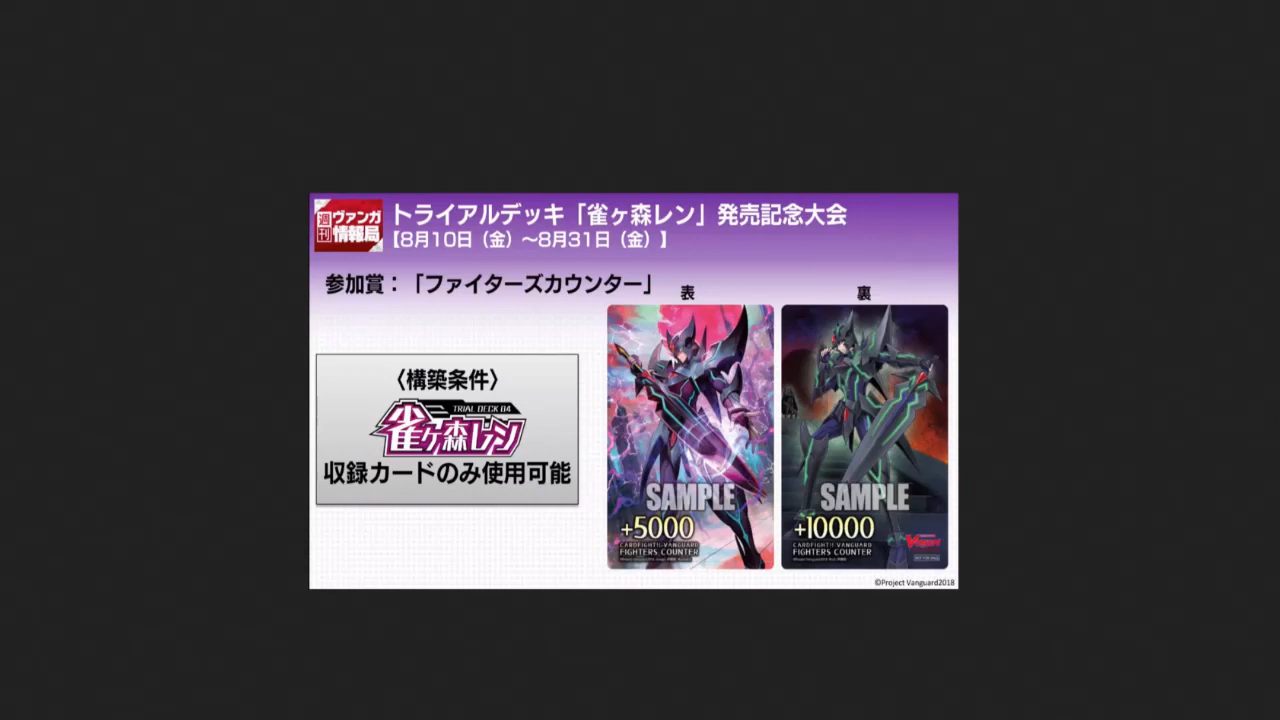 週刊ヴァンガ情報局
トライアルデッキ「雀ヶ森レン」発売記念大会
【8月10日（金）～8月31日（金）】
参加賞：「ファイターズカウンター」
表
裏
〈構築条件〉
TRIAL DECK 04
雀ヶ森レン
収録カードのみ使用可能
SAMPLE
+5000
CARDFIGHT!! VANGUARD
FIGHTERS COUNTER
SAMPLE
+10000
CARDFIGHT!! VANGUARD
FIGHTERS COUNTER
Vanguard
©Project Vanguard2018